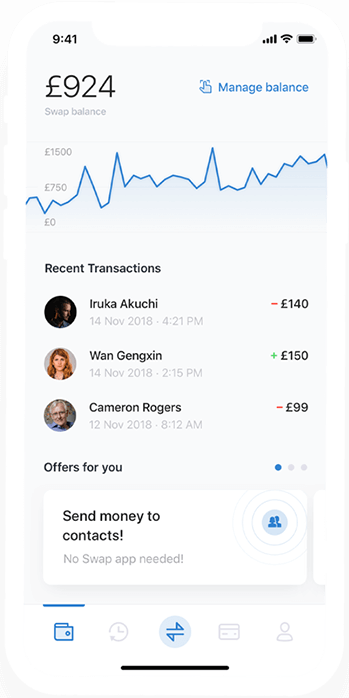 9:41
£924
Manage balance
Swap balance
£1500
£750
£0
Recent Transactions
Iruka Akuchi
− £140
14 Nov 2018 · 4:21 PM
Wan Gengxin
+ £150
14 Nov 2018 · 2:15 PM
Cameron Rogers
− £99
12 Nov 2018 · 8:12 AM
Offers for you
Send money to
contacts!
No Swap app needed!